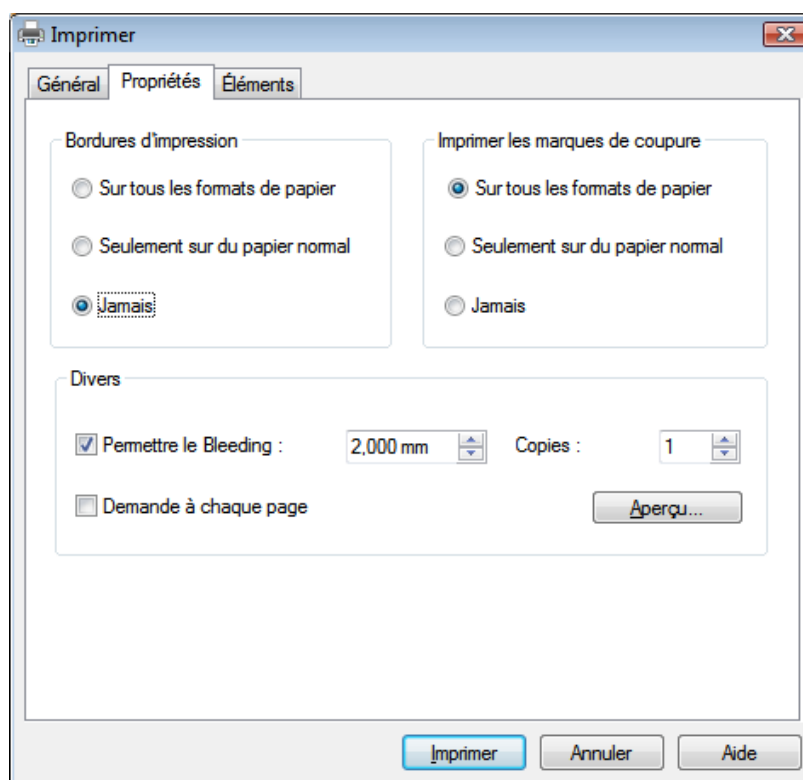 Imprimer
Général Propriétés Éléments
Bordures d'impression
Sur tous les formats de papier
Seulement sur du papier normal
Jamais
Imprimer les marques de coupure
Sur tous les formats de papier
Seulement sur du papier normal
Jamais
Divers
Permettre le Bleeding : 2,000 mm Copies : 1
Demande à chaque page Aperçu...
Imprimer Annuler Aide